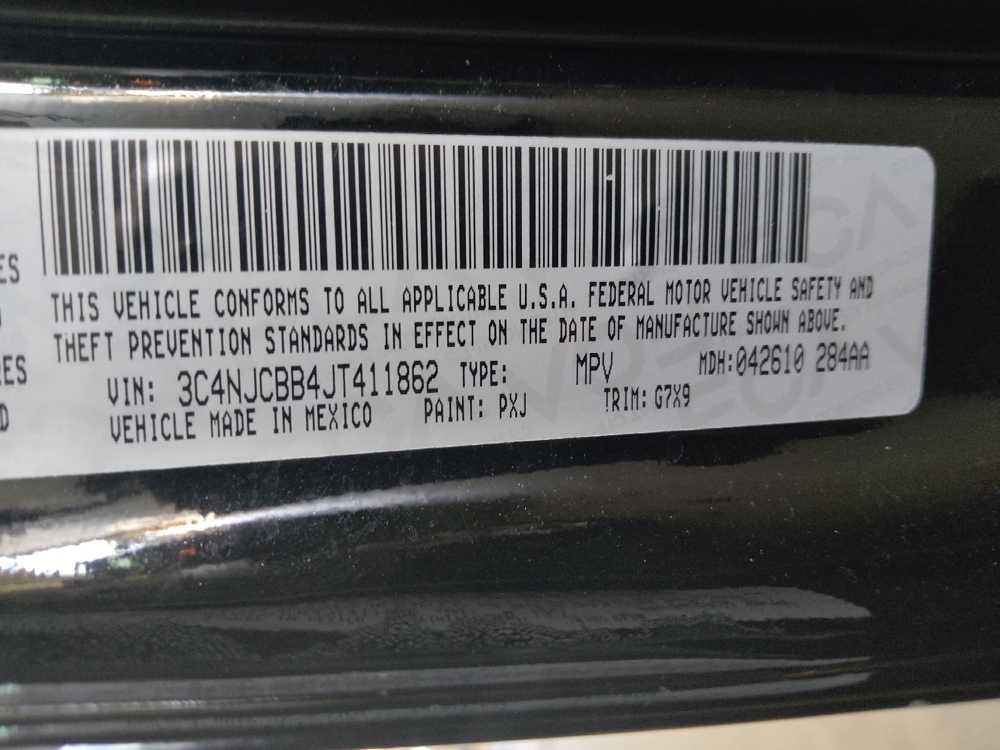 THIS VEHICLE CONFORMS TO ALL APPLICABLE U.S.A. FEDERAL MOTOR VEHICLE SAFETY AND
THEFT PREVENTION STANDARDS IN EFFECT ON THE DATE OF MANUFACTURE SHOWN ABOVE.
VIN: 3C4NJCBB4JT411862 TYPE: MPV MDH:042610 284AA
VEHICLE MADE IN MEXICO PAINT: PXJ TRIM: G7X9